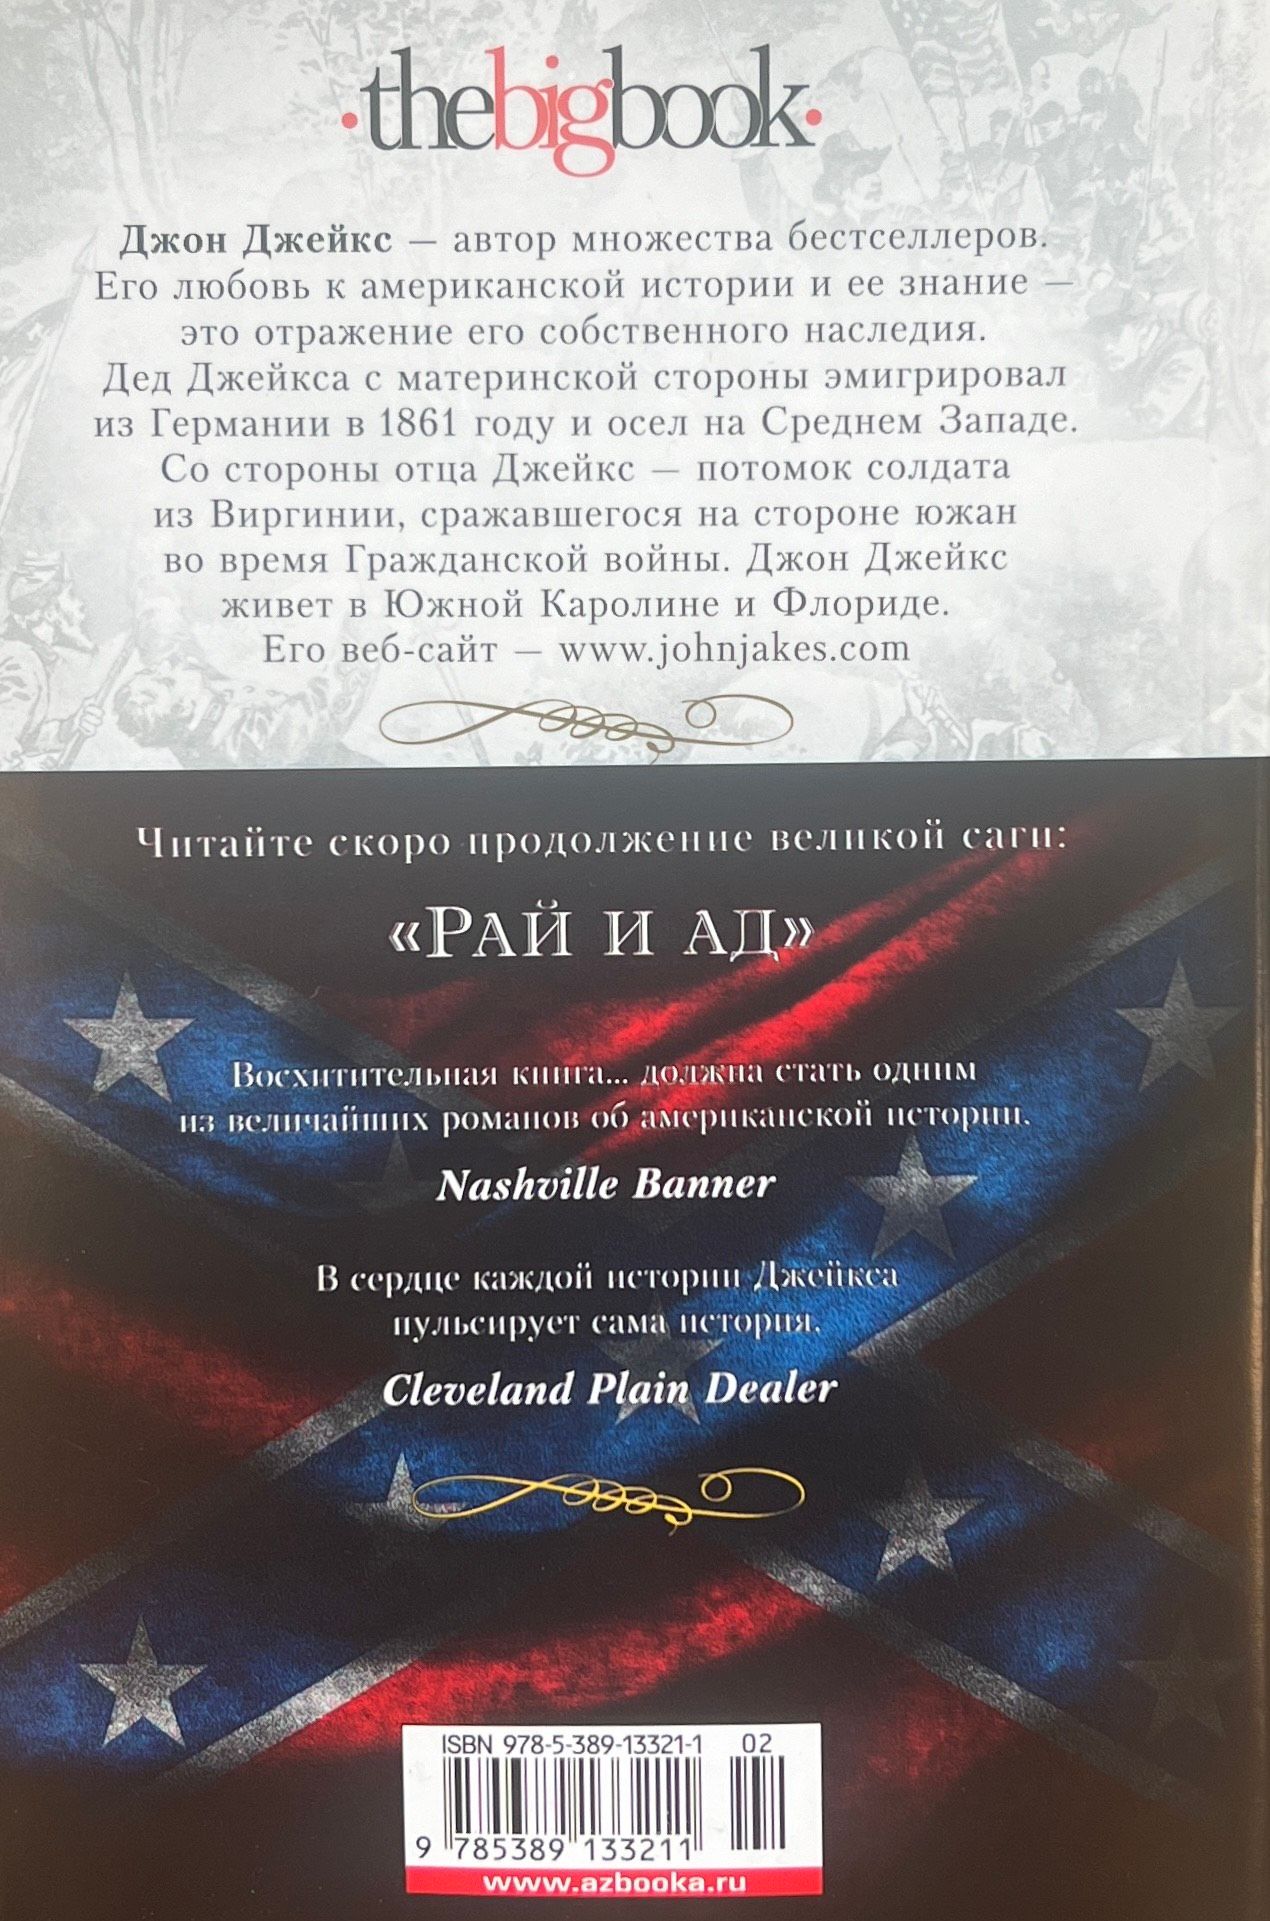 ·thebigbook·
Джон Джейкс — автор множества бестселлеров.
Его любовь к американской истории и ее знание —
это отражение его собственного наследия.
Дед Джейкса с материнской стороны эмигрировал
из Германии в 1861 году и осел на Среднем Западе.
Со стороны отца Джейкс — потомок солдата
из Виргинии, сражавшегося на стороне южан
во время Гражданской войны. Джон Джейкс
живет в Южной Каролине и Флориде.
Его веб-сайт — www.johnjakes.com
Читайте скоро продолжение великой саги:
«РАЙ И АД»
Восхитительная книга... должна стать одним
из величайших романов об американской истории.
Nashville Banner
В сердце каждой истории Джейкса
пульсирует сама история.
Cleveland Plain Dealer
ISBN 978-5-389-13321-1 02
9 785389 133211
www.azbooka.ru